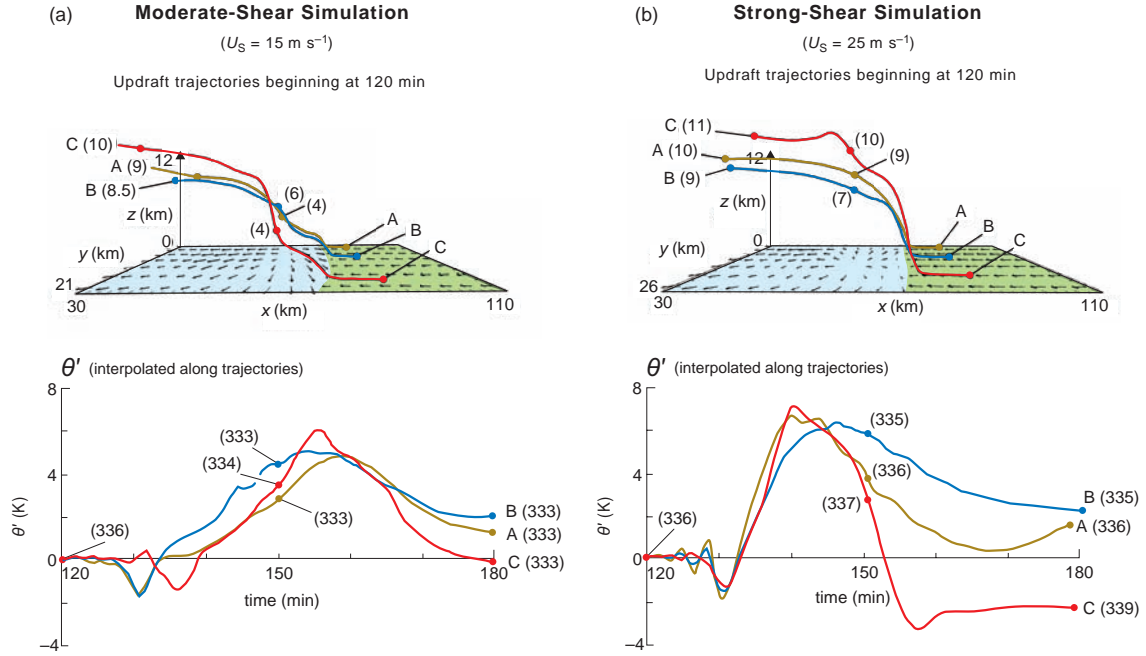 (a) Moderate-Shear Simulation
(U_S = 15 m s⁻¹)
Updraft trajectories beginning at 120 min
C (10)
A (9)
B (8.5)
12
z (km)
0
(6)
(4)
(4)
A
B
C
y (km)
21
30
x (km)
110
θ′ (interpolated along trajectories)
8
4
0
−4
θ′ (K)
(336)
(333)
(334)
(333)
B (333)
A (333)
C (333)
120
150
180
time (min)
(b) Strong-Shear Simulation
(U_S = 25 m s⁻¹)
Updraft trajectories beginning at 120 min
C (11)
A (10)
B (9)
12
z (km)
0
(10)
(9)
(7)
A
B
C
y (km)
26
30
x (km)
110
θ′ (interpolated along trajectories)
8
4
0
−4
θ′ (K)
(336)
(335)
(336)
(337)
B (335)
A (336)
C (339)
120
150
180
time (min)